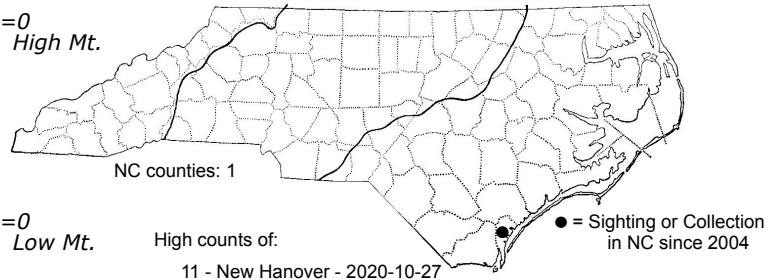 =0
High Mt.
NC counties: 1
=0
Low Mt.
High counts of:
11 - New Hanover - 2020-10-27
● = Sighting or Collection
in NC since 2004